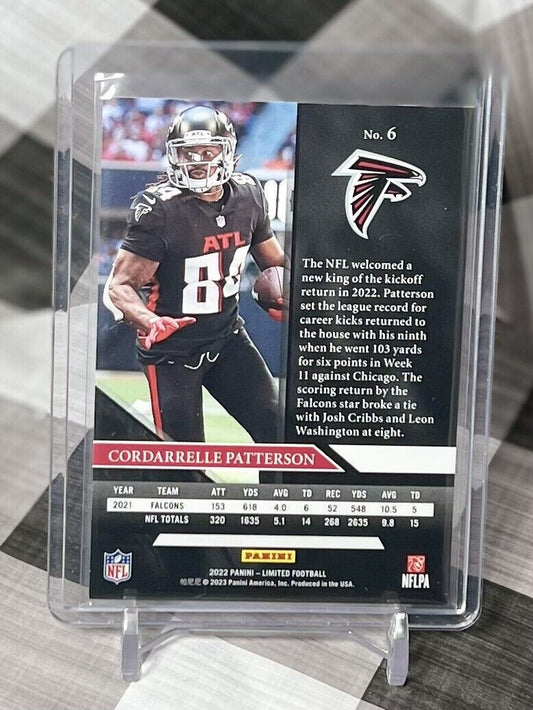 No. 6
ATL
84
The NFL welcomed a
new king of the kickoff
return in 2022. Patterson
set the league record for
career kicks returned to
the house with his ninth
when he went 103 yards
for six points in Week
11 against Chicago. The
scoring return by the
Falcons star broke a tie
with Josh Cribbs and Leon
Washington at eight.
CORDARRELLE PATTERSON
YEAR TEAM ATT YDS AVG TD REC YDS AVG TD
2021 FALCONS 153 618 4.0 6 52 548 10.5 5
NFL TOTALS 320 1635 5.1 14 268 2635 9.8 15
PANINI
NFL
NFLPA
2022 PANINI – LIMITED FOOTBALL
© 2023 Panini America, Inc. Produced in the USA.